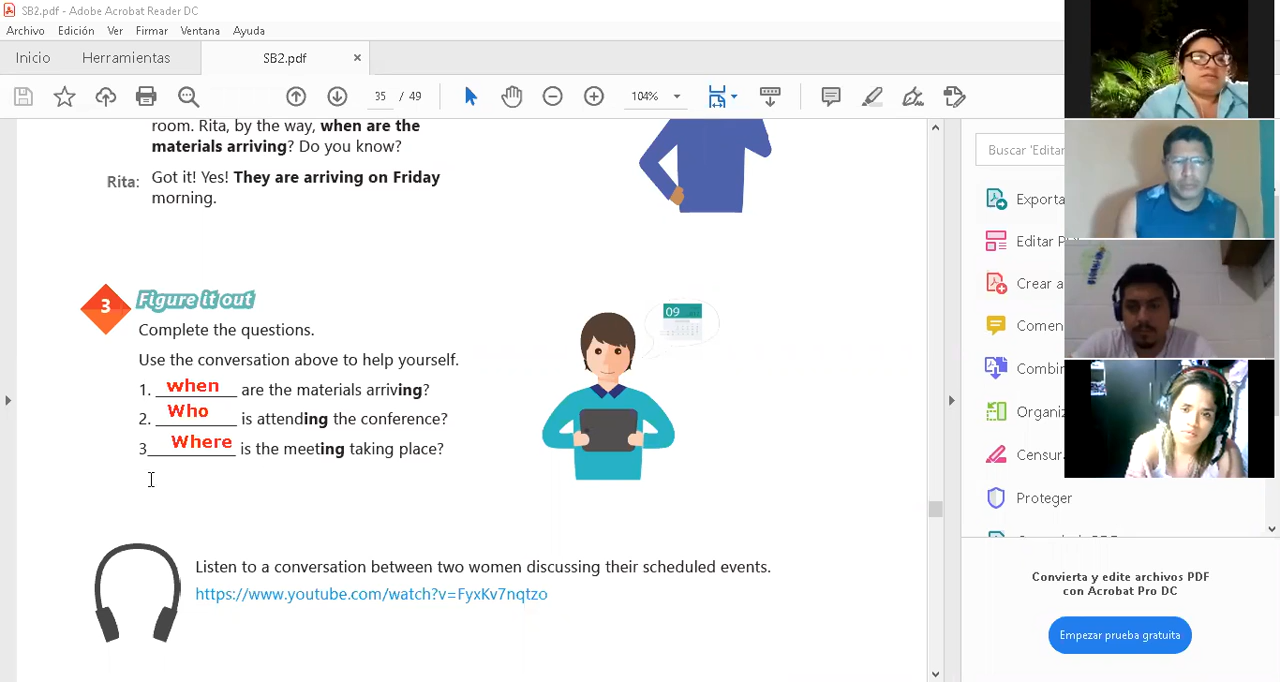 SB2.pdf - Adobe Acrobat Reader DC
Archivo Edición Ver Firmar Ventana Ayuda
Inicio Herramientas SB2.pdf ×
35 / 49 104%
room. Rita, by the way, when are the
materials arriving? Do you know?
Rita: Got it! Yes! They are arriving on Friday
morning.
3 Figure it out
Complete the questions.
Use the conversation above to help yourself.
1. when are the materials arriving?
2. Who is attending the conference?
3 Where is the meeting taking place?
09
Listen to a conversation between two women discussing their scheduled events.
https://www.youtube.com/watch?v=FyxKv7nqtzo
Buscar 'Editar
Exporta
Editar PD
Crear a
Comen
Combin
Organiz
Censur
Proteger
Convierta y edite archivos PDF
con Acrobat Pro DC
Empezar prueba gratuita